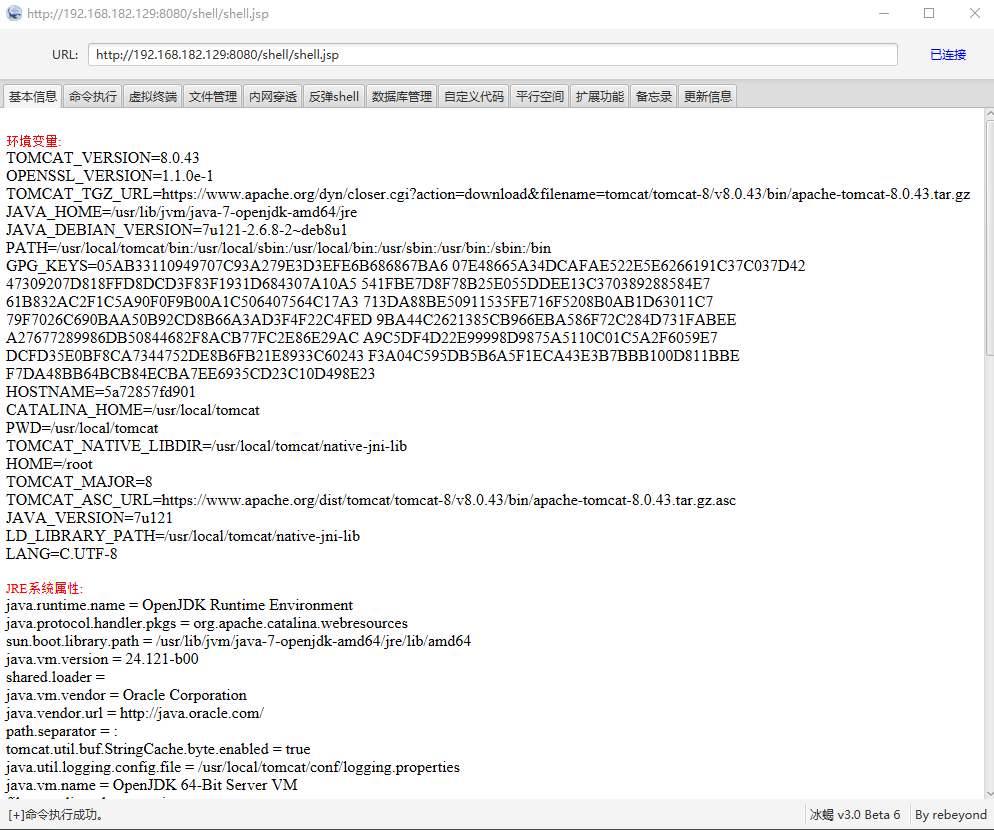 http://192.168.182.129:8080/shell/shell.jsp
URL: http://192.168.182.129:8080/shell/shell.jsp 已连接
基本信息 命令执行 虚拟终端 文件管理 内网穿透 反弹shell 数据库管理 自定义代码 平行空间 扩展功能 备忘录 更新信息
环境变量:
TOMCAT_VERSION=8.0.43
OPENSSL_VERSION=1.1.0e-1
TOMCAT_TGZ_URL=https://www.apache.org/dyn/closer.cgi?action=download&filename=tomcat/tomcat-8/v8.0.43/bin/apache-tomcat-8.0.43.tar.gz
JAVA_HOME=/usr/lib/jvm/java-7-openjdk-amd64/jre
JAVA_DEBIAN_VERSION=7u121-2.6.8-2~deb8u1
PATH=/usr/local/tomcat/bin:/usr/local/sbin:/usr/local/bin:/usr/sbin:/usr/bin:/sbin:/bin
GPG_KEYS=05AB33110949707C93A279E3D3EFE6B686867BA6 07E48665A34DCAFAE522E5E6266191C37C037D42
47309207D818FFD8DCD3F83F1931D684307A10A5 541FBE7D8F78B25E055DDEE13C370389288584E7
61B832AC2F1C5A90F0F9B00A1C506407564C17A3 713DA88BE50911535FE716F5208B0AB1D63011C7
79F7026C690BAA50B92CD8B66A3AD3F4F22C4FED 9BA44C2621385CB966EBA586F72C284D731FABEE
A27677289986DB50844682F8ACB77FC2E86E29AC A9C5DF4D22E99998D9875A5110C01C5A2F6059E7
DCFD35E0BF8CA7344752DE8B6FB21E8933C60243 F3A04C595DB5B6A5F1ECA43E3B7BBB100D811BBE
F7DA48BB64BCB84ECBA7EE6935CD23C10D498E23
HOSTNAME=5a72857fd901
CATALINA_HOME=/usr/local/tomcat
PWD=/usr/local/tomcat
TOMCAT_NATIVE_LIBDIR=/usr/local/tomcat/native-jni-lib
HOME=/root
TOMCAT_MAJOR=8
TOMCAT_ASC_URL=https://www.apache.org/dist/tomcat/tomcat-8/v8.0.43/bin/apache-tomcat-8.0.43.tar.gz.asc
JAVA_VERSION=7u121
LD_LIBRARY_PATH=/usr/local/tomcat/native-jni-lib
LANG=C.UTF-8
JRE系统属性:
java.runtime.name = OpenJDK Runtime Environment
java.protocol.handler.pkgs = org.apache.catalina.webresources
sun.boot.library.path = /usr/lib/jvm/java-7-openjdk-amd64/jre/lib/amd64
java.vm.version = 24.121-b00
shared.loader =
java.vm.vendor = Oracle Corporation
java.vendor.url = http://java.oracle.com/
path.separator = :
tomcat.util.buf.StringCache.byte.enabled = true
java.util.logging.config.file = /usr/local/tomcat/conf/logging.properties
java.vm.name = OpenJDK 64-Bit Server VM
[+]命令执行成功。 冰蝎 v3.0 Beta 6 By rebeyond